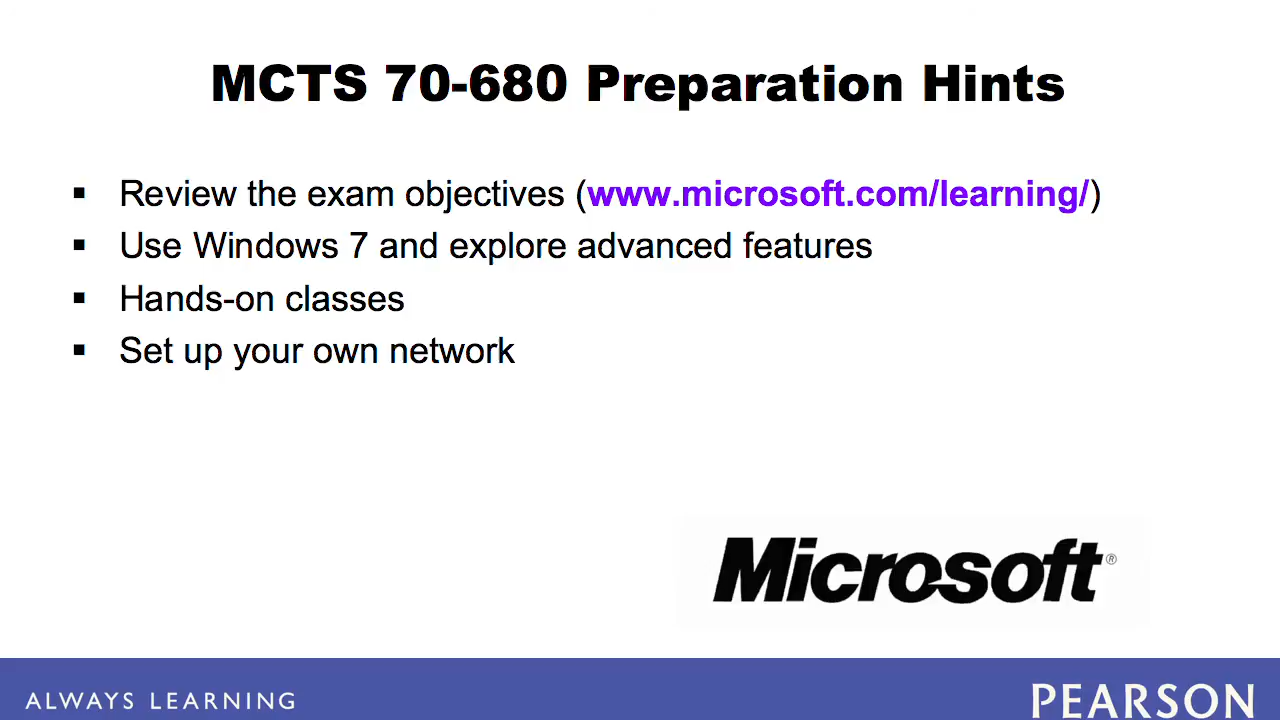 MCTS 70-680 Preparation Hints
▪ Review the exam objectives (www.microsoft.com/learning/)
▪ Use Windows 7 and explore advanced features
▪ Hands-on classes
▪ Set up your own network
Microsoft®
ALWAYS LEARNING
PEARSON